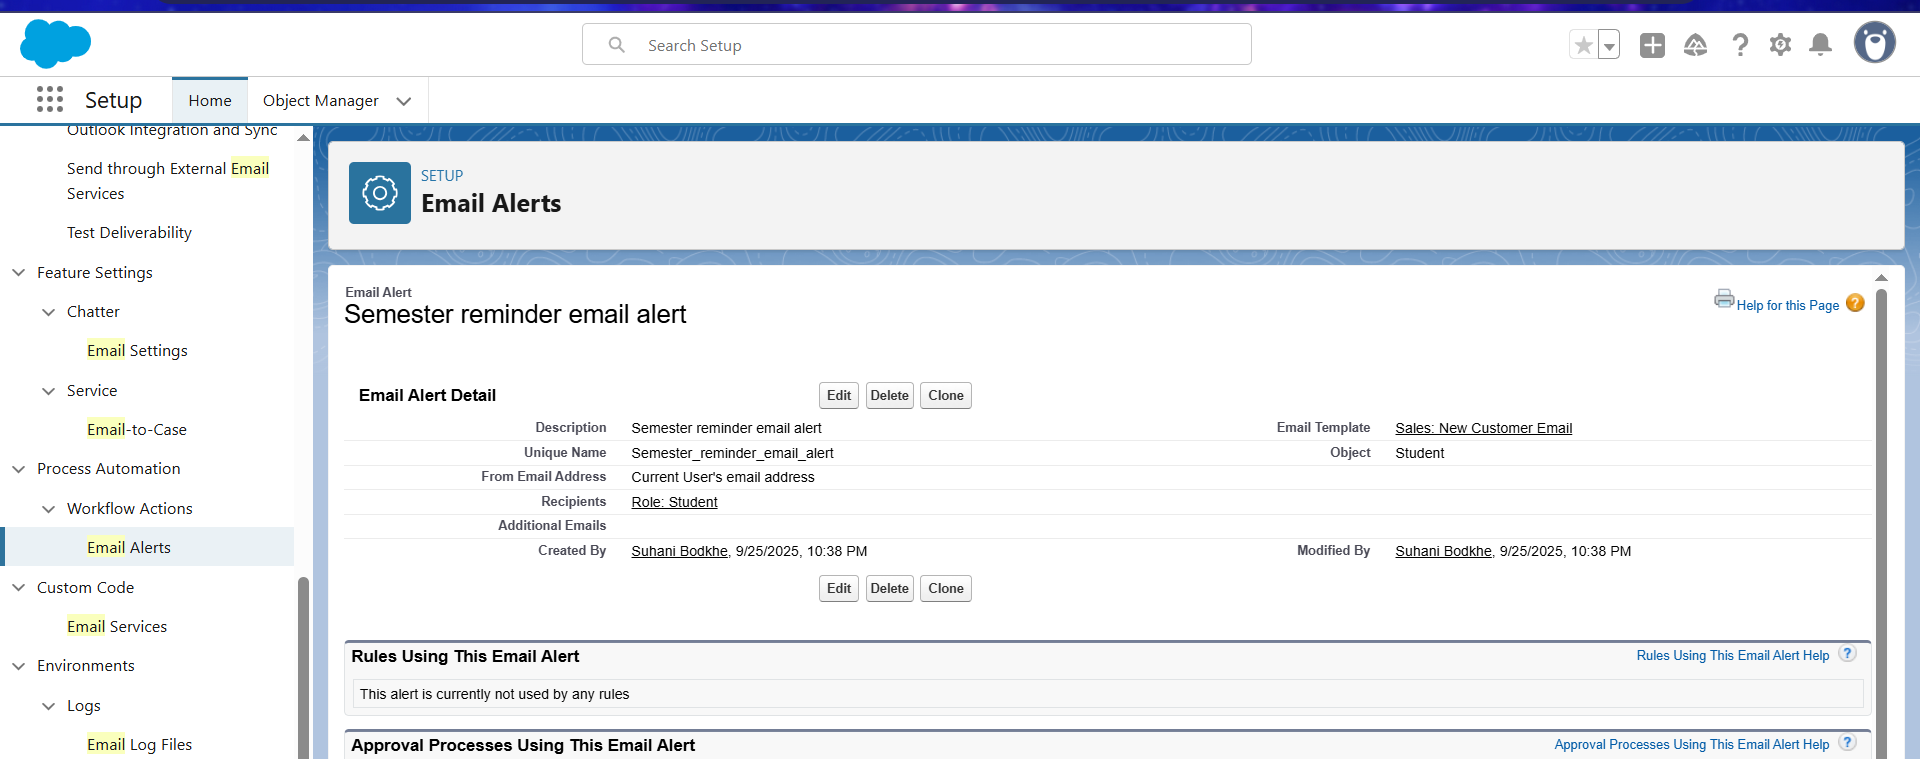 Search Setup
Setup
Home
Object Manager
Outlook Integration and Sync
Send through External Email
Services
Test Deliverability
Feature Settings
Chatter
Email Settings
Service
Email-to-Case
Process Automation
Workflow Actions
Email Alerts
Custom Code
Email Services
Environments
Logs
Email Log Files
SETUP
Email Alerts
Email Alert
Semester reminder email alert
Help for this Page ?
Email Alert Detail Edit Delete Clone
Description Semester reminder email alert Email Template Sales: New Customer Email
Unique Name Semester_reminder_email_alert Object Student
From Email Address Current User's email address
Recipients Role: Student
Additional Emails
Created By Suhani Bodkhe, 9/25/2025, 10:38 PM Modified By Suhani Bodkhe, 9/25/2025, 10:38 PM
Edit Delete Clone
Rules Using This Email Alert Rules Using This Email Alert Help ?
This alert is currently not used by any rules
Approval Processes Using This Email Alert Approval Processes Using This Email Alert Help ?